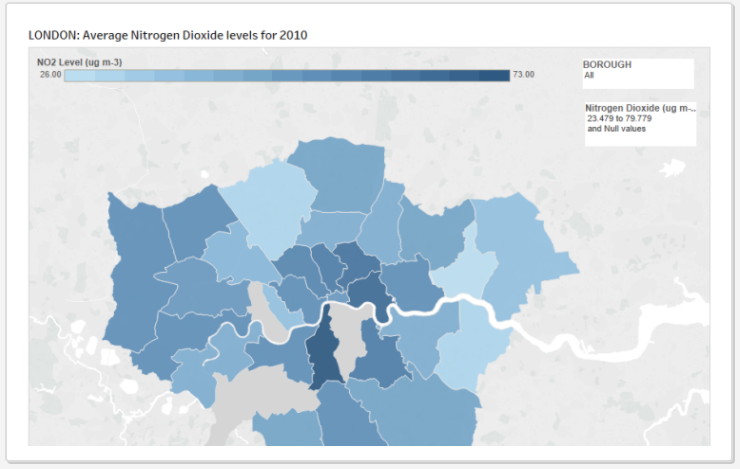 LONDON: Average Nitrogen Dioxide levels for 2010
NO2 Level (ug m-3)
26.00
73.00
BOROUGH
All
Nitrogen Dioxide (ug m-..
23.479 to 79.779
and Null values